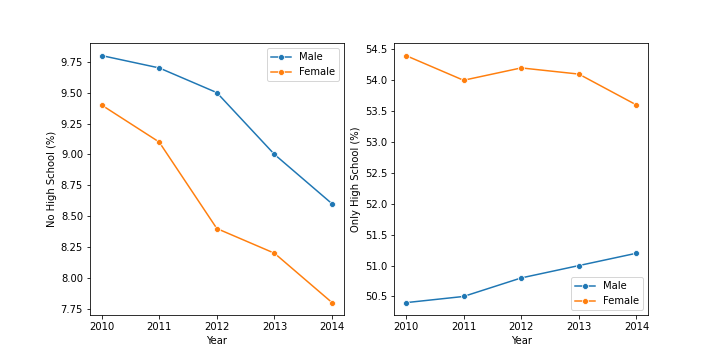 No High School (%)
9.75
9.50
9.25
9.00
8.75
8.50
8.25
8.00
7.75
Male
Female
2010 2011 2012 2013 2014
Year
Only High School (%)
54.5
54.0
53.5
53.0
52.5
52.0
51.5
51.0
50.5
Male
Female
2010 2011 2012 2013 2014
Year